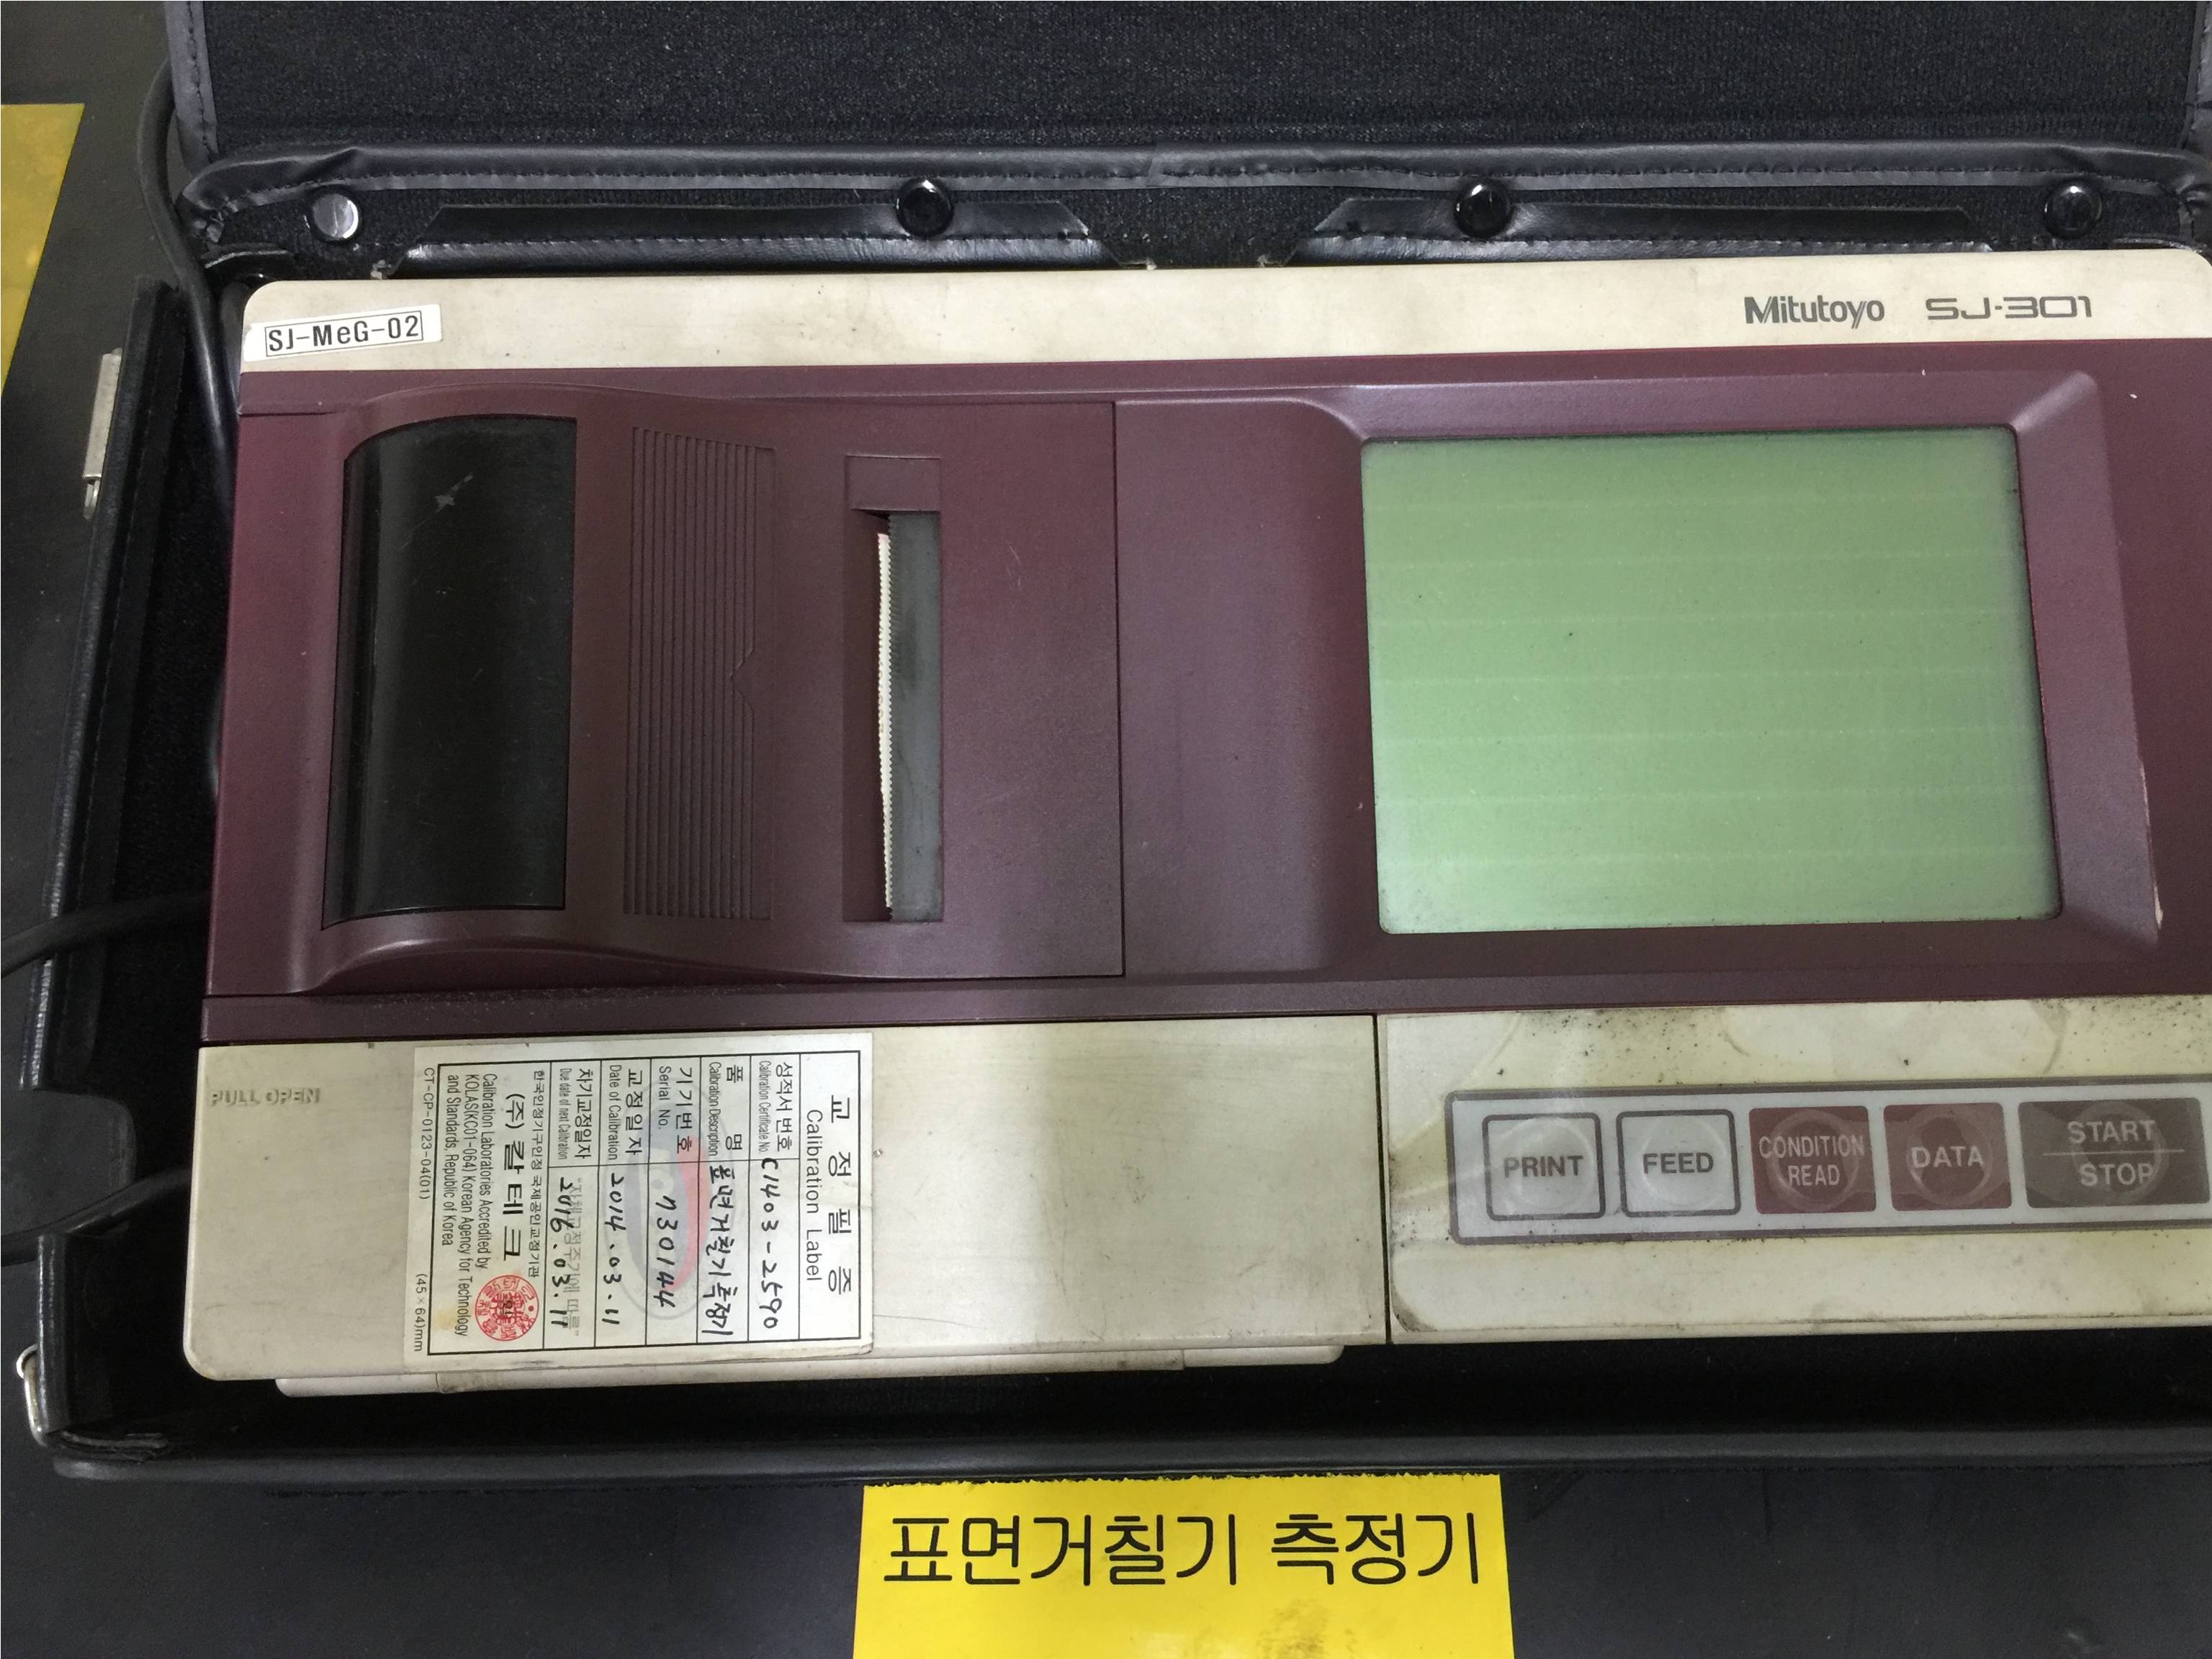 SJ-MeG-02
Mitutoyo SJ-301
PULL OPEN
교정필증
Calibration Label
성적서번호 C1403-2590
Calibration Certificate No.
품명 표면거칠기측정기
Calibration Description
기기번호 7301444
Serial No.
교정일자 2014.03.11
Date of Calibration
차기교정일자 2016.03.11
Due date of next Calibration
한국인정기구인정 국제공인교정기관
(주)칼테크
Calibration Laboratories Accredited by
KOLAS(KC01-064) Korean Agency for Technology
and Standards, Republic of Korea
CT-CP-0123-04(01) (45×64)mm
PRINT
FEED
CONDITION
READ
DATA
START
STOP
표면거칠기 측정기